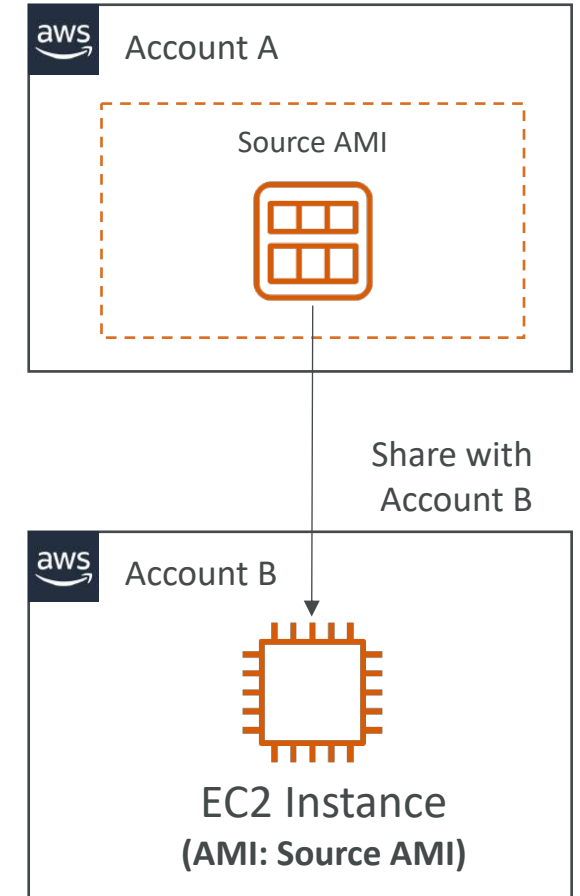 aws
Account A
Source AMI
Share with
Account B
aws
Account B
EC2 Instance
(AMI: Source AMI)